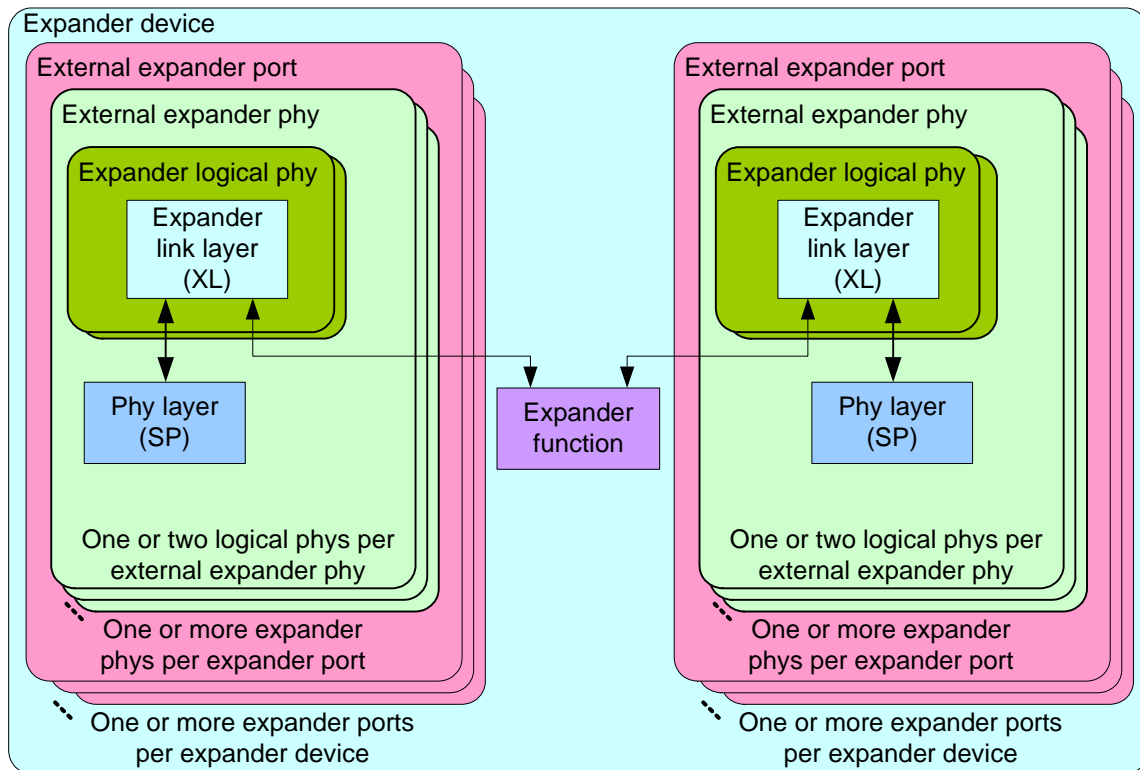 Expander device
External expander port
External expander phy
Expander logical phy
Expander
link layer
(XL)
Phy layer
(SP)
One or two logical phys per
external expander phy
One or more expander
phys per expander port
One or more expander ports
per expander device
Expander
function
External expander port
External expander phy
Expander logical phy
Expander
link layer
(XL)
Phy layer
(SP)
One or two logical phys per
external expander phy
One or more expander
phys per expander port
One or more expander ports
per expander device